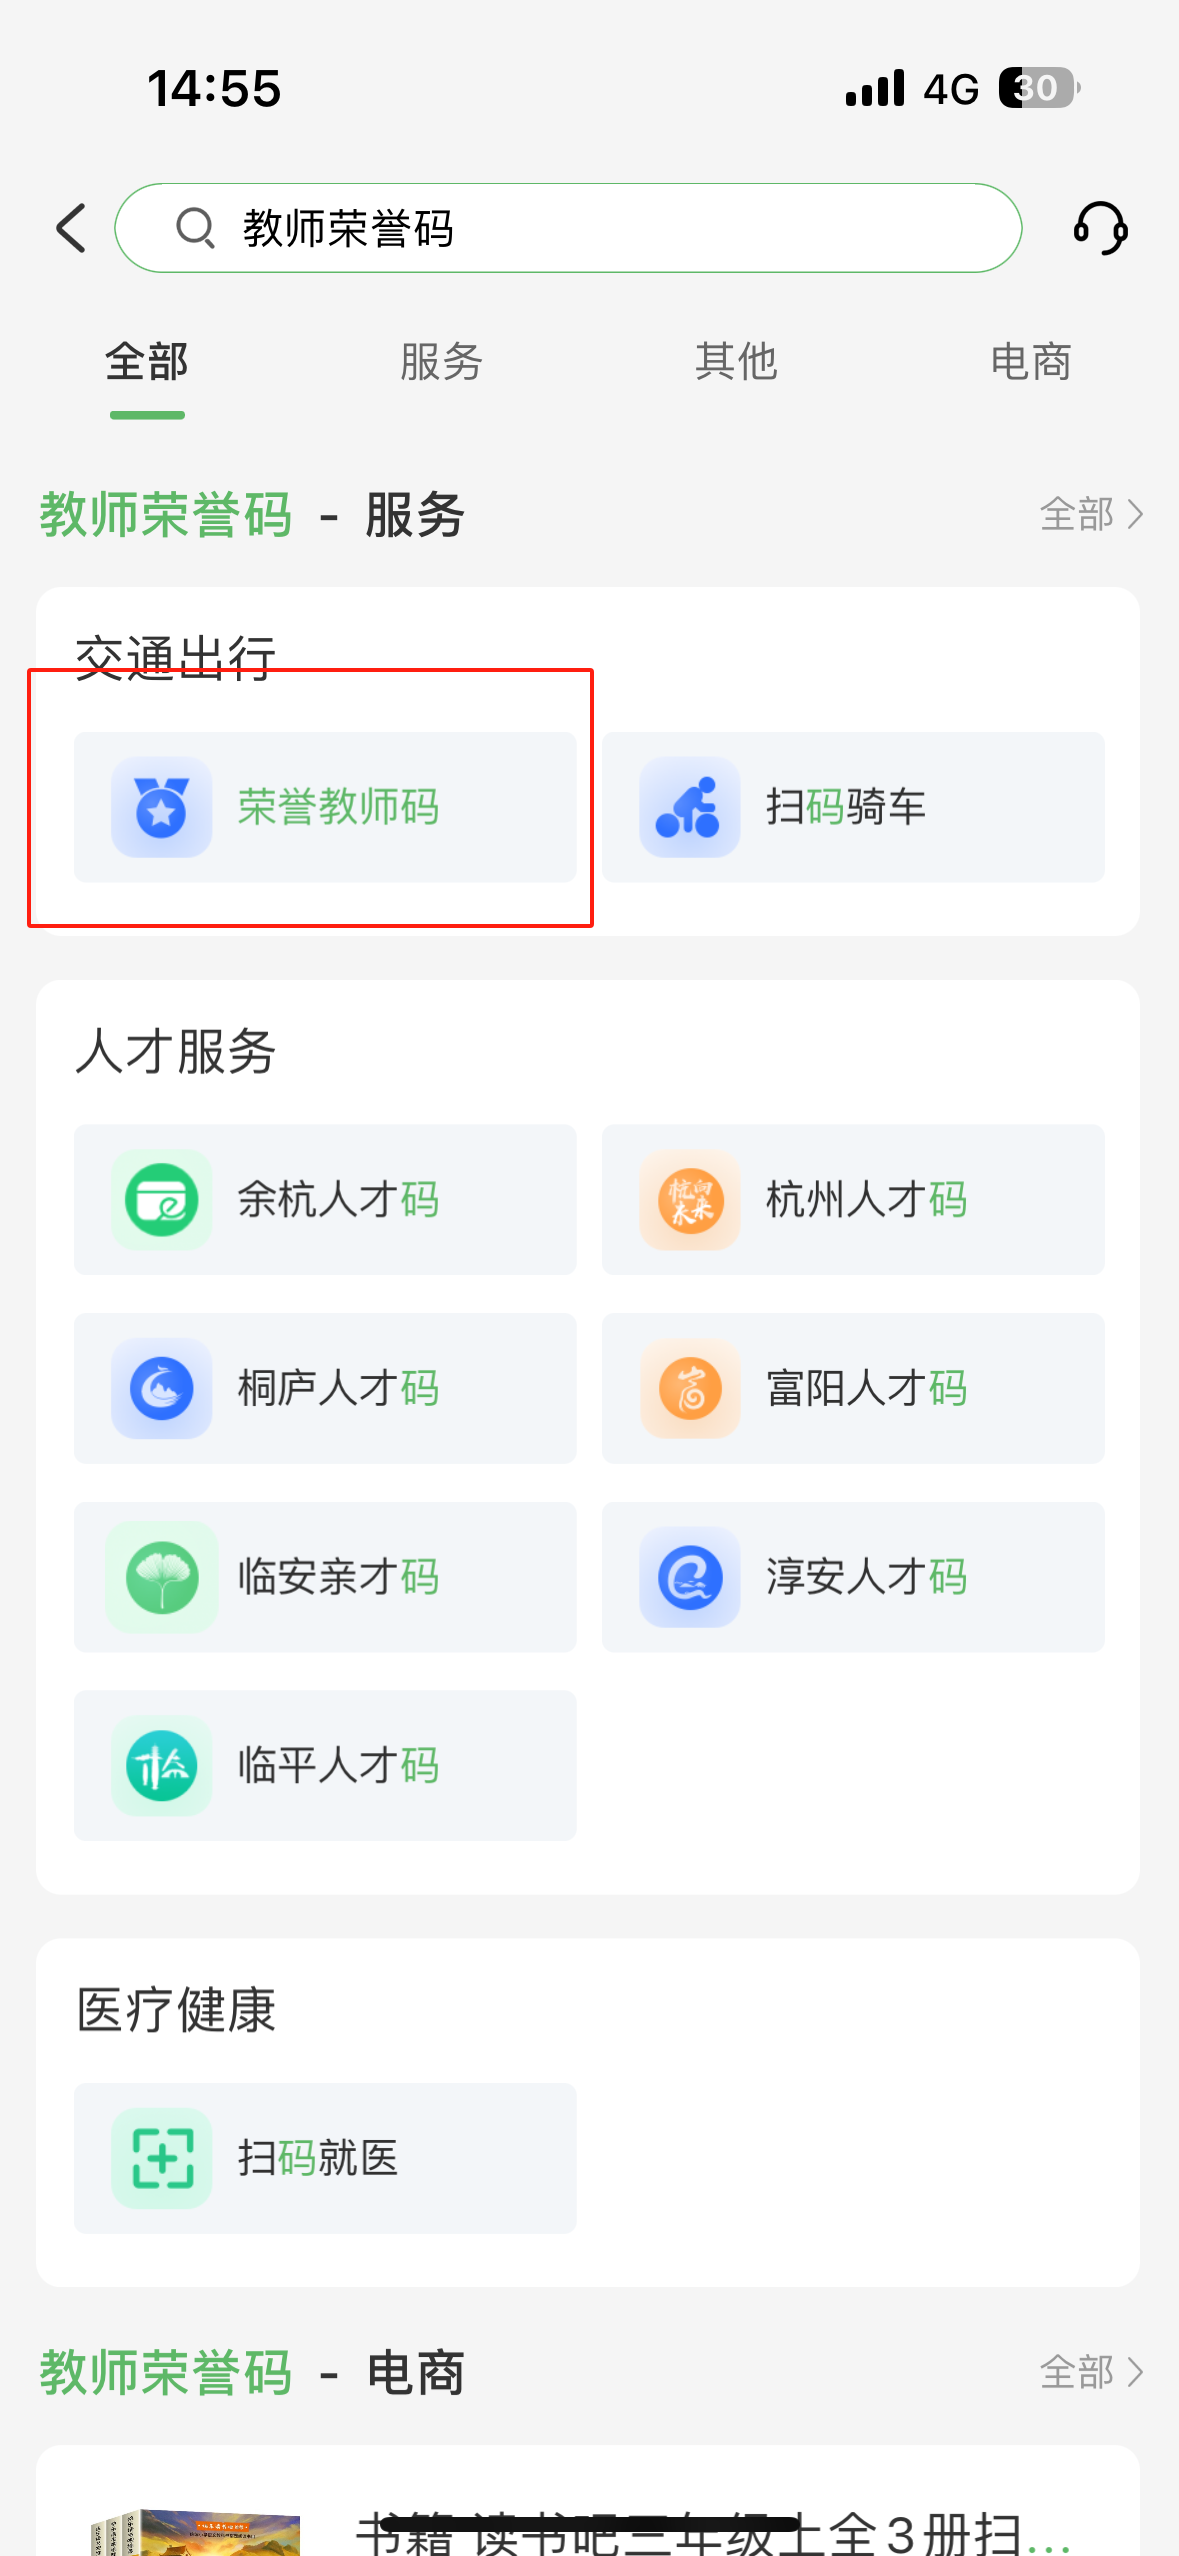 14:55 4G 30
教师荣誉码
全部 服务 其他 电商
教师荣誉码 - 服务 全部
交通出行
荣誉教师码 扫码骑车
人才服务
余杭人才码 杭州人才码
桐庐人才码 富阳人才码
临安亲才码 淳安人才码
临平人才码
医疗健康
扫码就医
教师荣誉码 - 电商 全部
书籍 读书吧三年级上全3册扫...